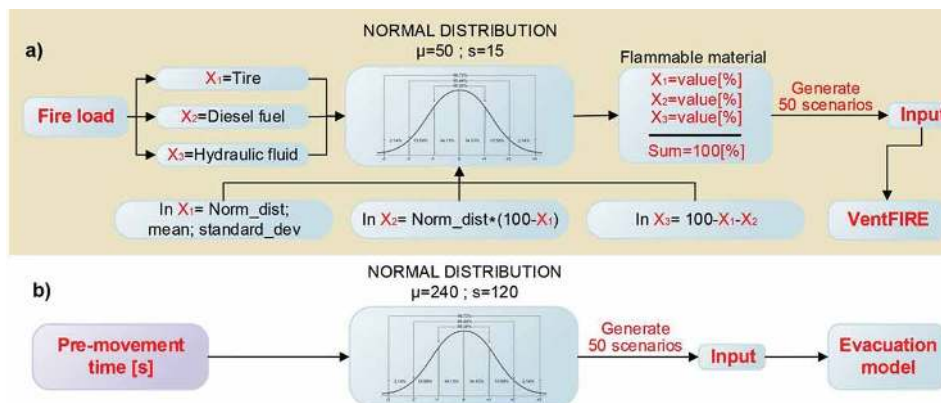 NORMAL DISTRIBUTION
µ=50 ; s=15
a)
Fire load
X₁=Tire
X₂=Diesel fuel
X₃=Hydraulic fluid
Flammable material
X₁=value[%]
X₂=value[%]
X₃=value[%]
Sum=100[%]
Generate
50 scenarios
Input
In X₁= Norm_dist;
mean; standard_dev
In X₂= Norm_dist*(100-X₁)
In X₃= 100-X₁-X₂
VentFIRE
NORMAL DISTRIBUTION
µ=240 ; s=120
b)
Pre-movement
time [s]
Generate
50 scenarios
Input
Evacuation
model